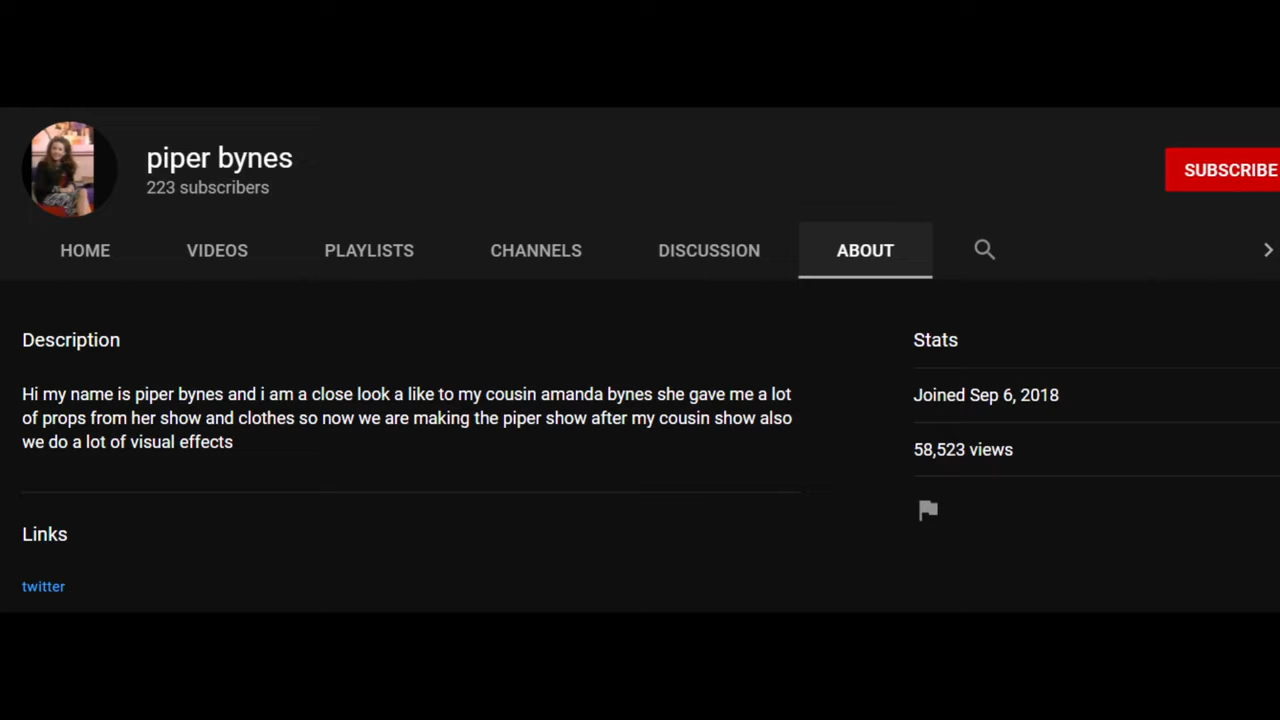 piper bynes
223 subscribers
SUBSCRIBE
HOME VIDEOS PLAYLISTS CHANNELS DISCUSSION ABOUT
Description
Hi my name is piper bynes and i am a close look a like to my cousin amanda bynes she gave me a lot
of props from her show and clothes so now we are making the piper show after my cousin show also
we do a lot of visual effects
Links
twitter
Stats
Joined Sep 6, 2018
58,523 views